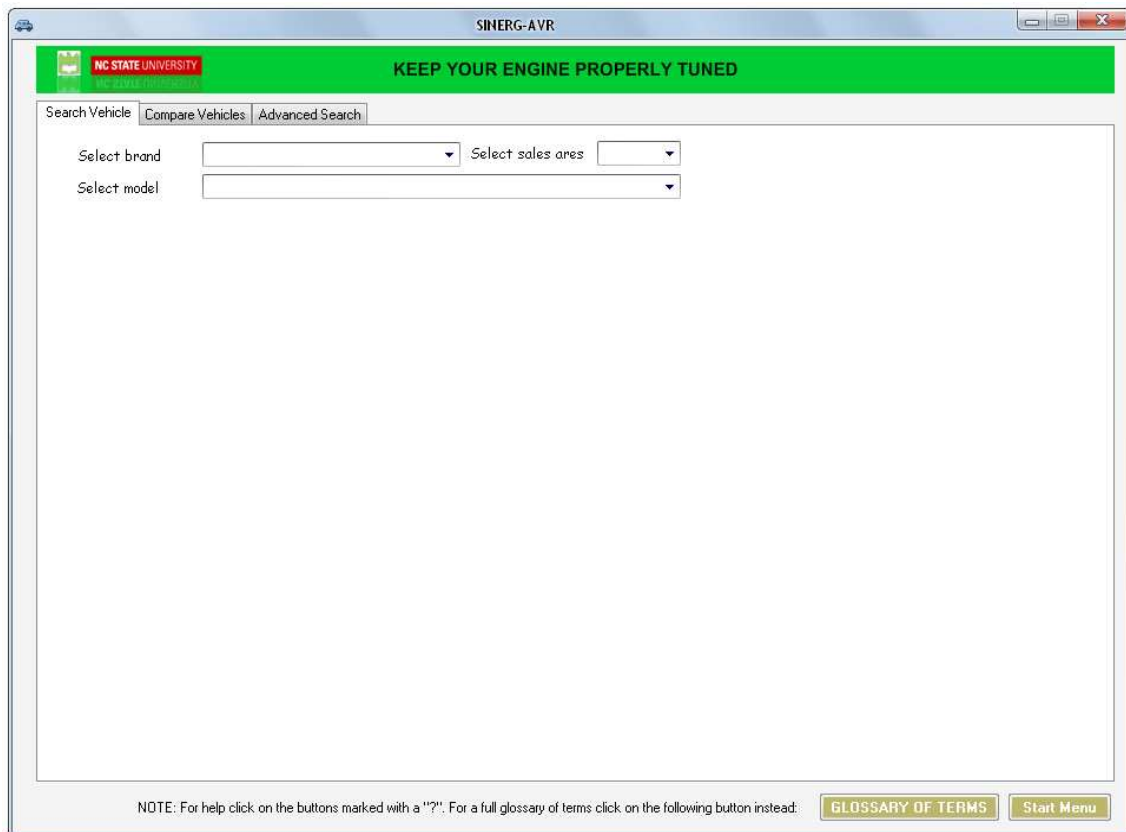 SINERG-AVR
NC STATE UNIVERSITY
KEEP YOUR ENGINE PROPERLY TUNED
Search Vehicle Compare Vehicles Advanced Search
Select brand Select sales ares
Select model
NOTE: For help click on the buttons marked with a "?". For a full glossary of terms click on the following button instead: GLOSSARY OF TERMS Start Menu